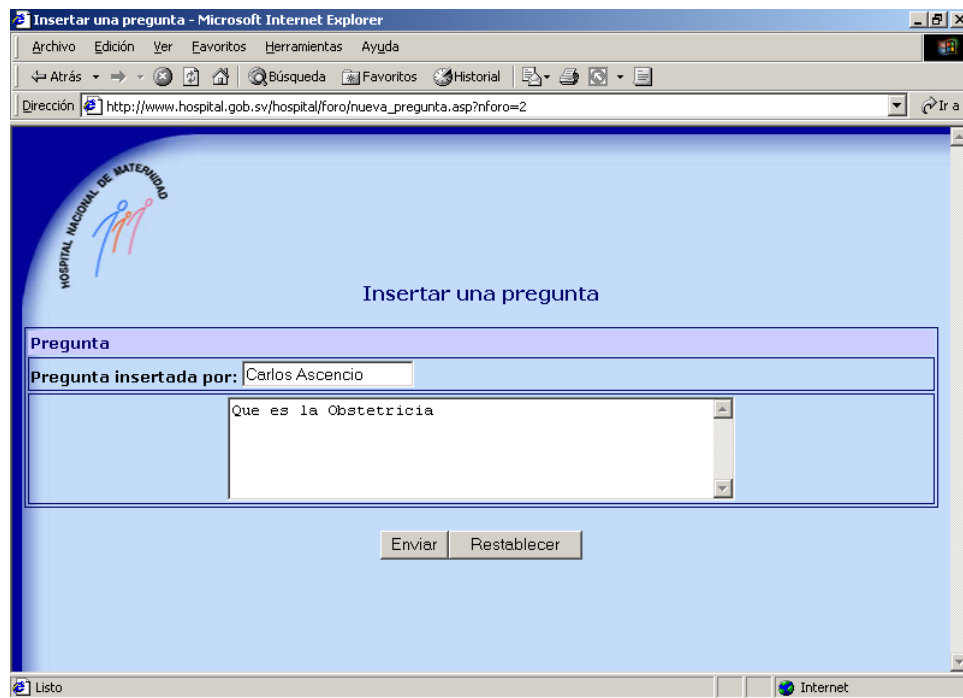 Insertar una pregunta - Microsoft Internet Explorer
Archivo Edición Ver Favoritos Herramientas Ayuda
Atrás Búsqueda Favoritos Historial
Dirección http://www.hospital.gob.sv/hospital/foro/nueva_pregunta.asp?nforo=2 Ir a
HOSPITAL NACIONAL DE MATERNIDAD
Insertar una pregunta
Pregunta
Pregunta insertada por: Carlos Ascencio
Que es la Obstetricia
Enviar Restablecer
Listo Internet